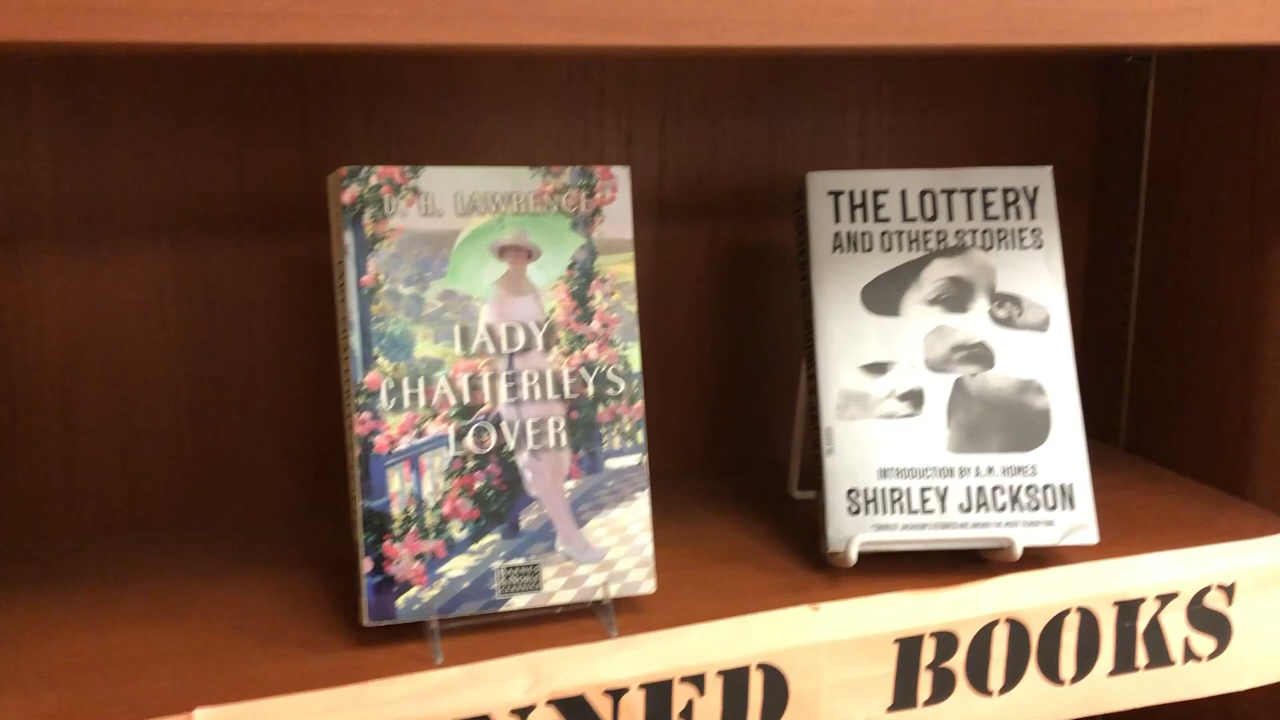 D. H. LAWRENCE
LADY
CHATTERLEY'S
LOVER
THE LOTTERY
AND OTHER STORIES
INTRODUCTION BY A. M. HOMES
SHIRLEY JACKSON
NNED BOOKS